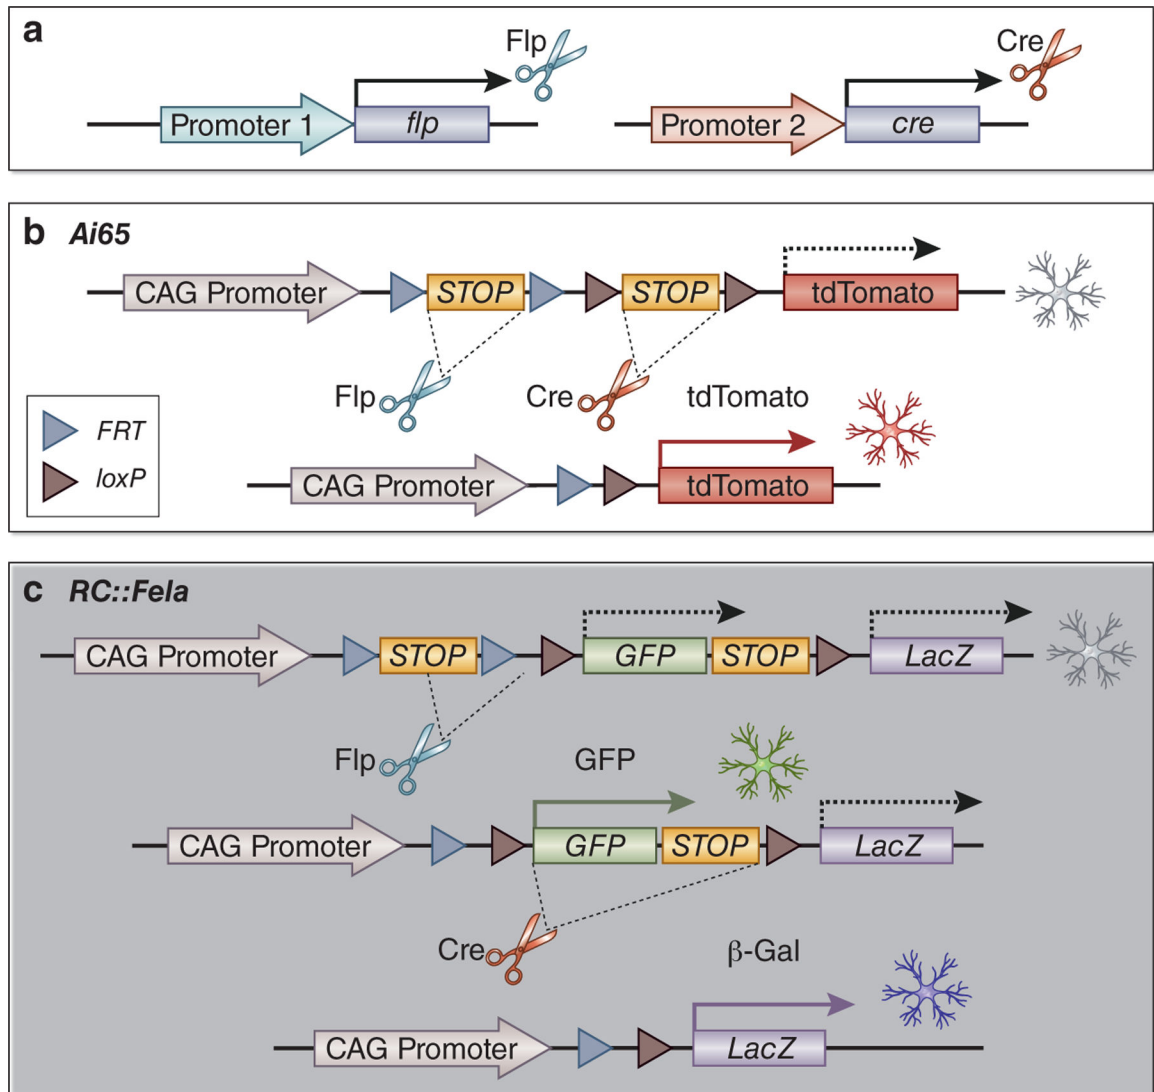 a
Flp
Cre
Promoter 1
flp
Promoter 2
cre
b Ai65
CAG Promoter
STOP
STOP
tdTomato
Flp
Cre
tdTomato
FRT
loxP
CAG Promoter
tdTomato
c RC::Fela
CAG Promoter
STOP
GFP
STOP
LacZ
Flp
GFP
CAG Promoter
GFP
STOP
LacZ
Cre
β-Gal
CAG Promoter
LacZ